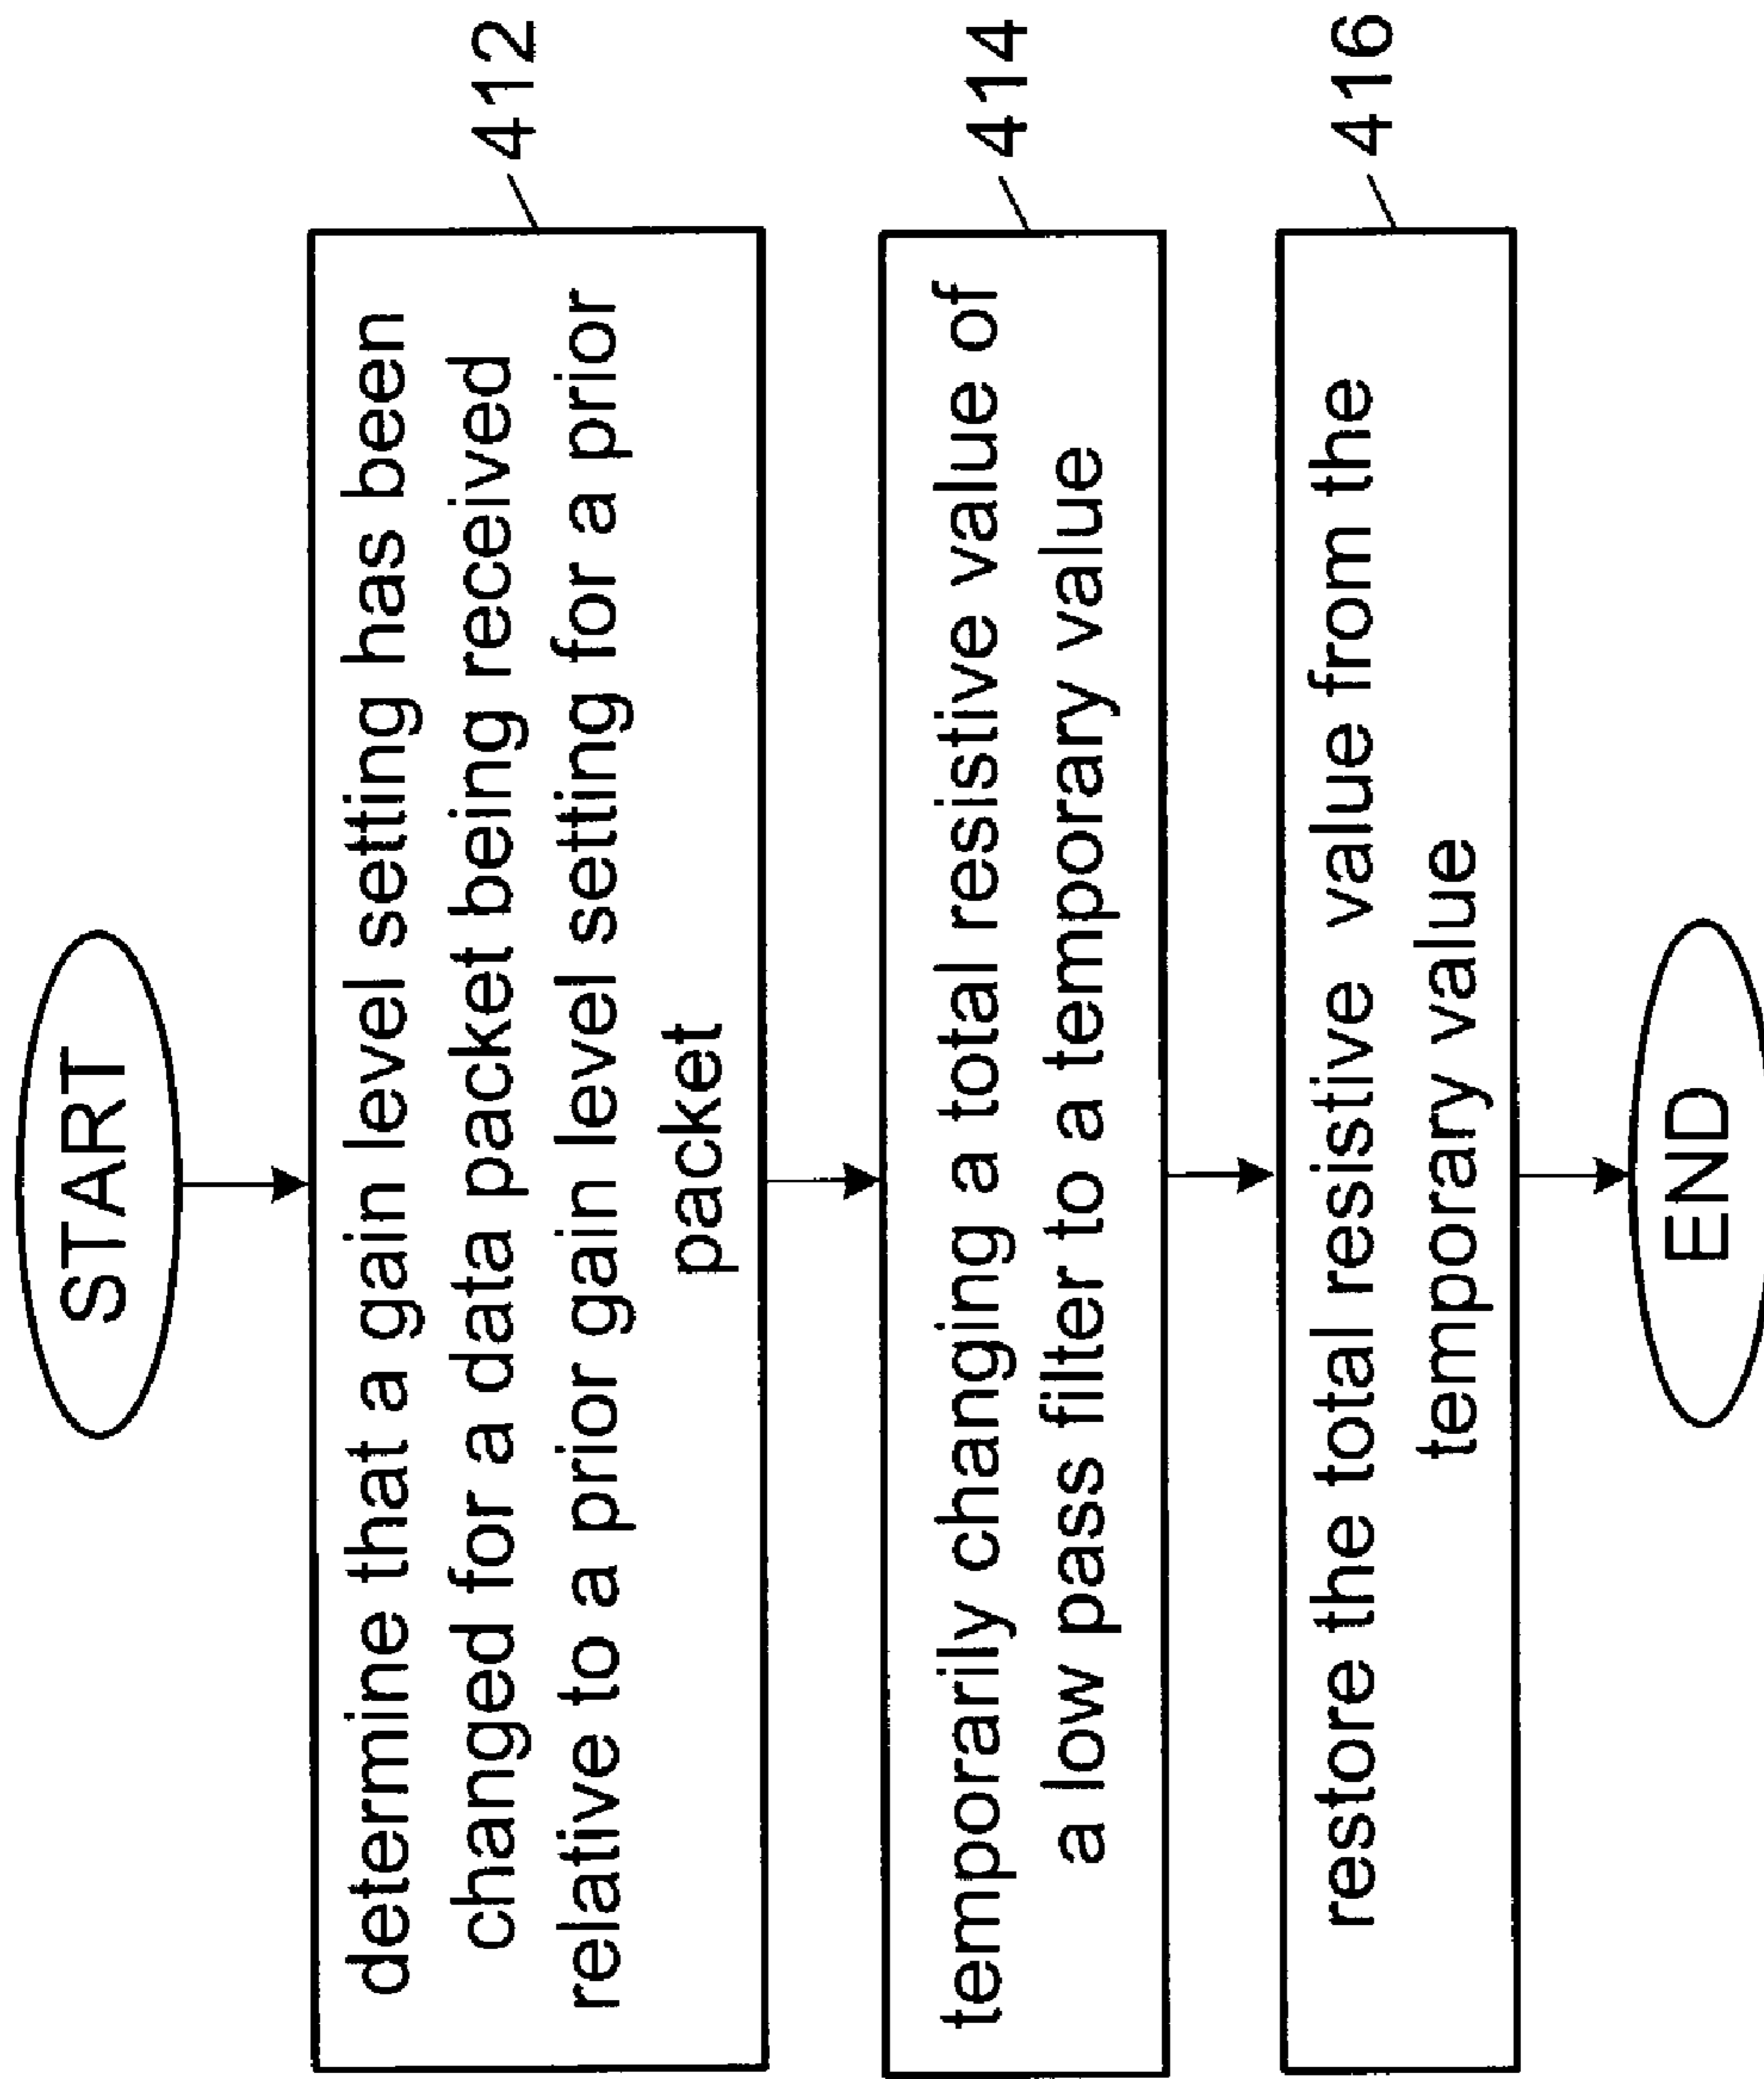 START
determine that a gain level setting has been
changed for a data packet being received
relative to a prior gain level setting for a prior
packet
412
temporarily changing a total resistive value of
a low pass filter to a temporary value
414
restore the total resistive value from the
temporary value
416
END